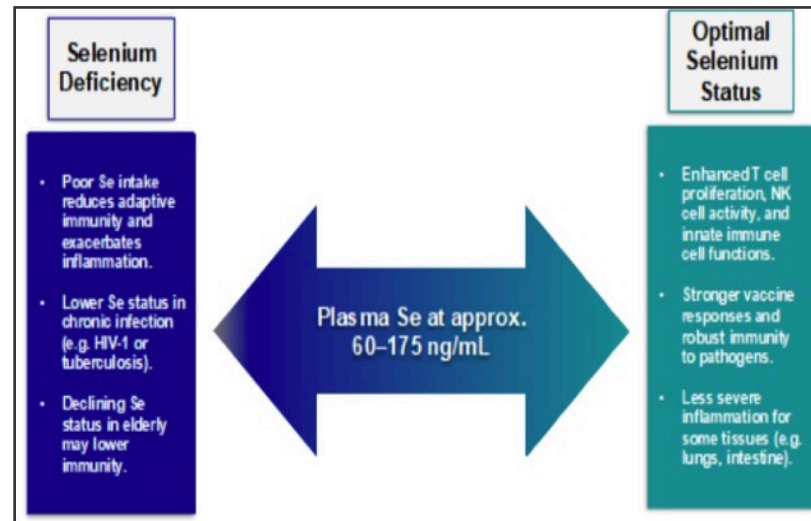 Selenium
Deficiency
• Poor Se intake
reduces adaptive
immunity and
exacerbates
inflammation.
• Lower Se status in
chronic infection
(e.g. HIV-1 or
tuberculosis).
• Declining Se
status in elderly
may lower
immunity.
Plasma Se at approx.
60–175 ng/mL
Optimal
Selenium
Status
• Enhanced T cell
proliferation, NK
cell activity, and
innate immune
cell functions.
• Stronger vaccine
responses and
robust immunity
to pathogens.
• Less severe
inflammation for
some tissues (e.g.
lungs, intestine).